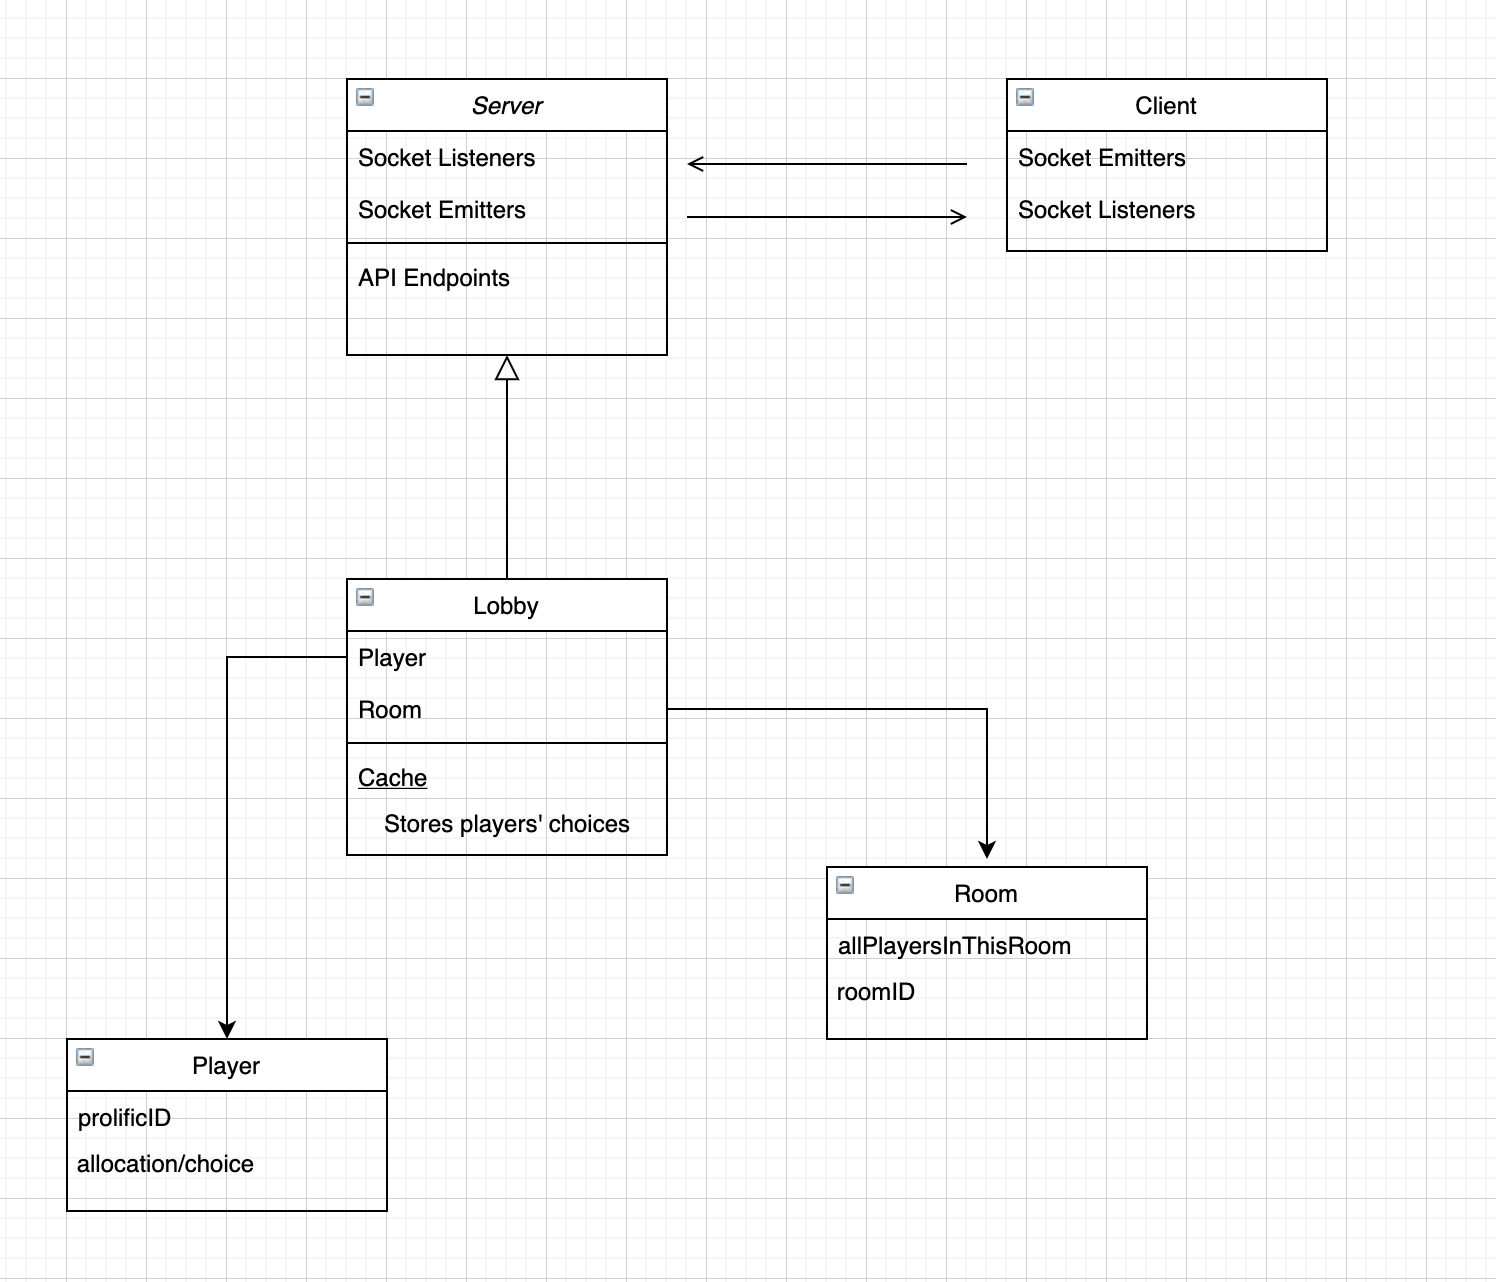 Server
Socket Listeners
Socket Emitters
API Endpoints
Client
Socket Emitters
Socket Listeners
Lobby
Player
Room
Cache
Stores players' choices
Room
allPlayersInThisRoom
roomID
Player
prolificID
allocation/choice